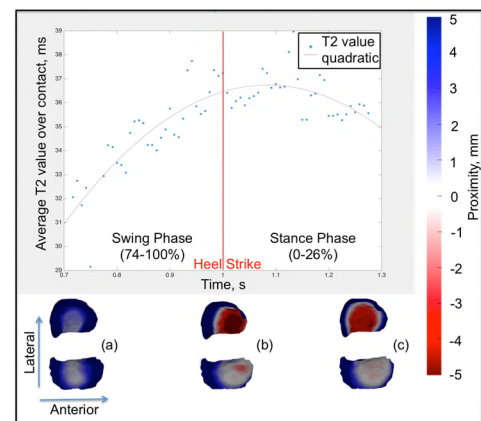 Average T2 value over contact, ms
39
38
37
36
35
34
33
32
31
30
29
T2 value
quadratic
Swing Phase
(74-100%)
Stance Phase
(0-26%)
Heel Strike
0.7
0.8
0.9
1
1.1
1.2
1.3
Time, s
5
4
3
2
1
0
-1
-2
-3
-4
-5
Proximity, mm
Lateral
Anterior
(a)
(b)
(c)